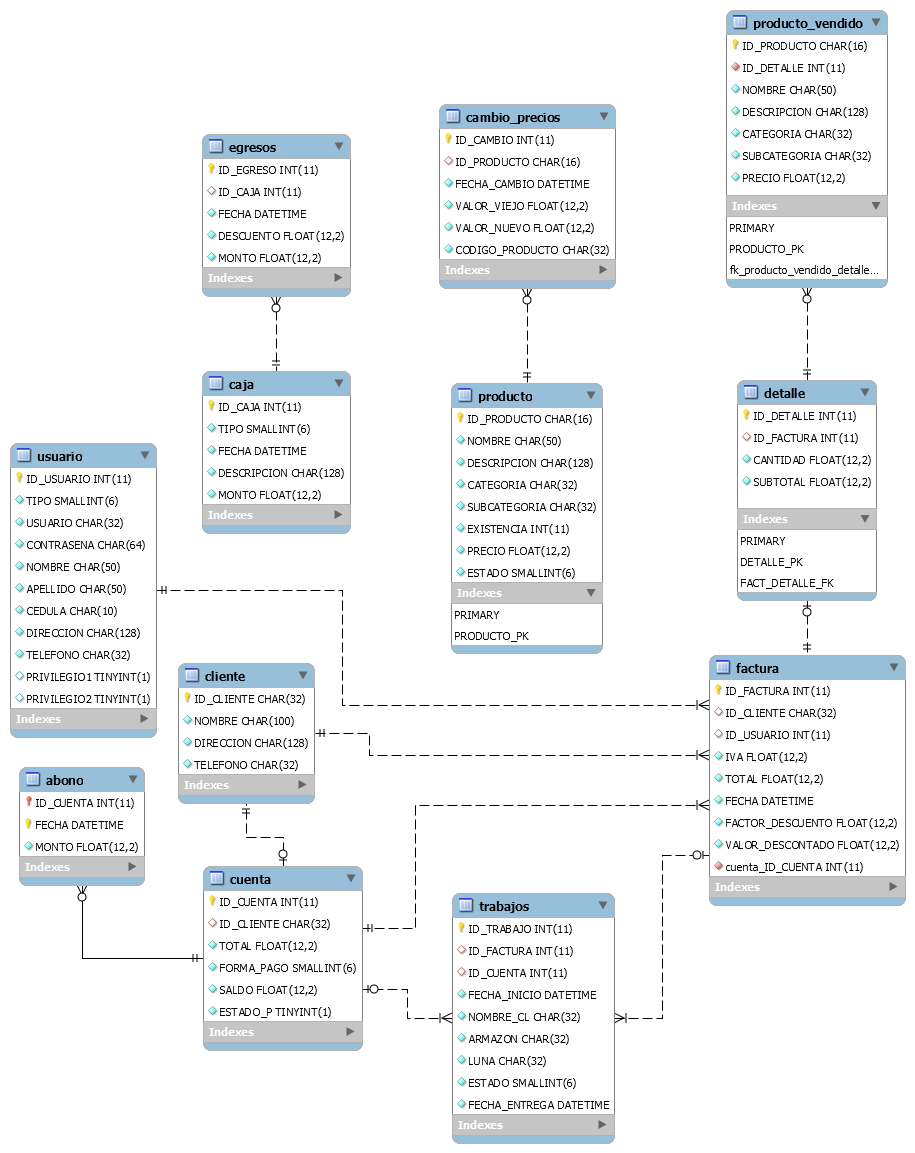 producto_vendido
ID_PRODUCTO CHAR(16)
ID_DETALLE INT(11)
NOMBRE CHAR(50)
DESCRIPCION CHAR(128)
CATEGORIA CHAR(32)
SUBCATEGORIA CHAR(32)
PRECIO FLOAT(12,2)
Indexes
PRIMARY
PRODUCTO_PK
fk_producto_vendido_detalle...
cambio_precios
ID_CAMBIO INT(11)
ID_PRODUCTO CHAR(16)
FECHA_CAMBIO DATETIME
VALOR_VIEJO FLOAT(12,2)
VALOR_NUEVO FLOAT(12,2)
CODIGO_PRODUCTO CHAR(32)
Indexes
egresos
ID_EGRESO INT(11)
ID_CAJA INT(11)
FECHA DATETIME
DESCUENTO FLOAT(12,2)
MONTO FLOAT(12,2)
Indexes
caja
ID_CAJA INT(11)
TIPO SMALLINT(6)
FECHA DATETIME
DESCRIPCION CHAR(128)
MONTO FLOAT(12,2)
Indexes
producto
ID_PRODUCTO CHAR(16)
NOMBRE CHAR(50)
DESCRIPCION CHAR(128)
CATEGORIA CHAR(32)
SUBCATEGORIA CHAR(32)
EXISTENCIA INT(11)
PRECIO FLOAT(12,2)
ESTADO SMALLINT(6)
Indexes
PRIMARY
PRODUCTO_PK
detalle
ID_DETALLE INT(11)
ID_FACTURA INT(11)
CANTIDAD FLOAT(12,2)
SUBTOTAL FLOAT(12,2)
Indexes
PRIMARY
DETALLE_PK
FACT_DETALLE_FK
usuario
ID_USUARIO INT(11)
TIPO SMALLINT(6)
USUARIO CHAR(32)
CONTRASENA CHAR(64)
NOMBRE CHAR(50)
APELLIDO CHAR(50)
CEDULA CHAR(10)
DIRECCION CHAR(128)
TELEFONO CHAR(32)
PRIVILEGIO1 TINYINT(1)
PRIVILEGIO2 TINYINT(1)
Indexes
cliente
ID_CLIENTE CHAR(32)
NOMBRE CHAR(100)
DIRECCION CHAR(128)
TELEFONO CHAR(32)
Indexes
factura
ID_FACTURA INT(11)
ID_CLIENTE CHAR(32)
ID_USUARIO INT(11)
IVA FLOAT(12,2)
TOTAL FLOAT(12,2)
FECHA DATETIME
FACTOR_DESCUENTO FLOAT(12,2)
VALOR_DESCONTADO FLOAT(12,2)
cuenta_ID_CUENTA INT(11)
Indexes
abono
ID_CUENTA INT(11)
FECHA DATETIME
MONTO FLOAT(12,2)
Indexes
cuenta
ID_CUENTA INT(11)
ID_CLIENTE CHAR(32)
TOTAL FLOAT(12,2)
FORMA_PAGO SMALLINT(6)
SALDO FLOAT(12,2)
ESTADO_P TINYINT(1)
Indexes
trabajos
ID_TRABAJO INT(11)
ID_FACTURA INT(11)
ID_CUENTA INT(11)
FECHA_INICIO DATETIME
NOMBRE_CL CHAR(32)
ARMAZON CHAR(32)
LUNA CHAR(32)
ESTADO SMALLINT(6)
FECHA_ENTREGA DATETIME
Indexes